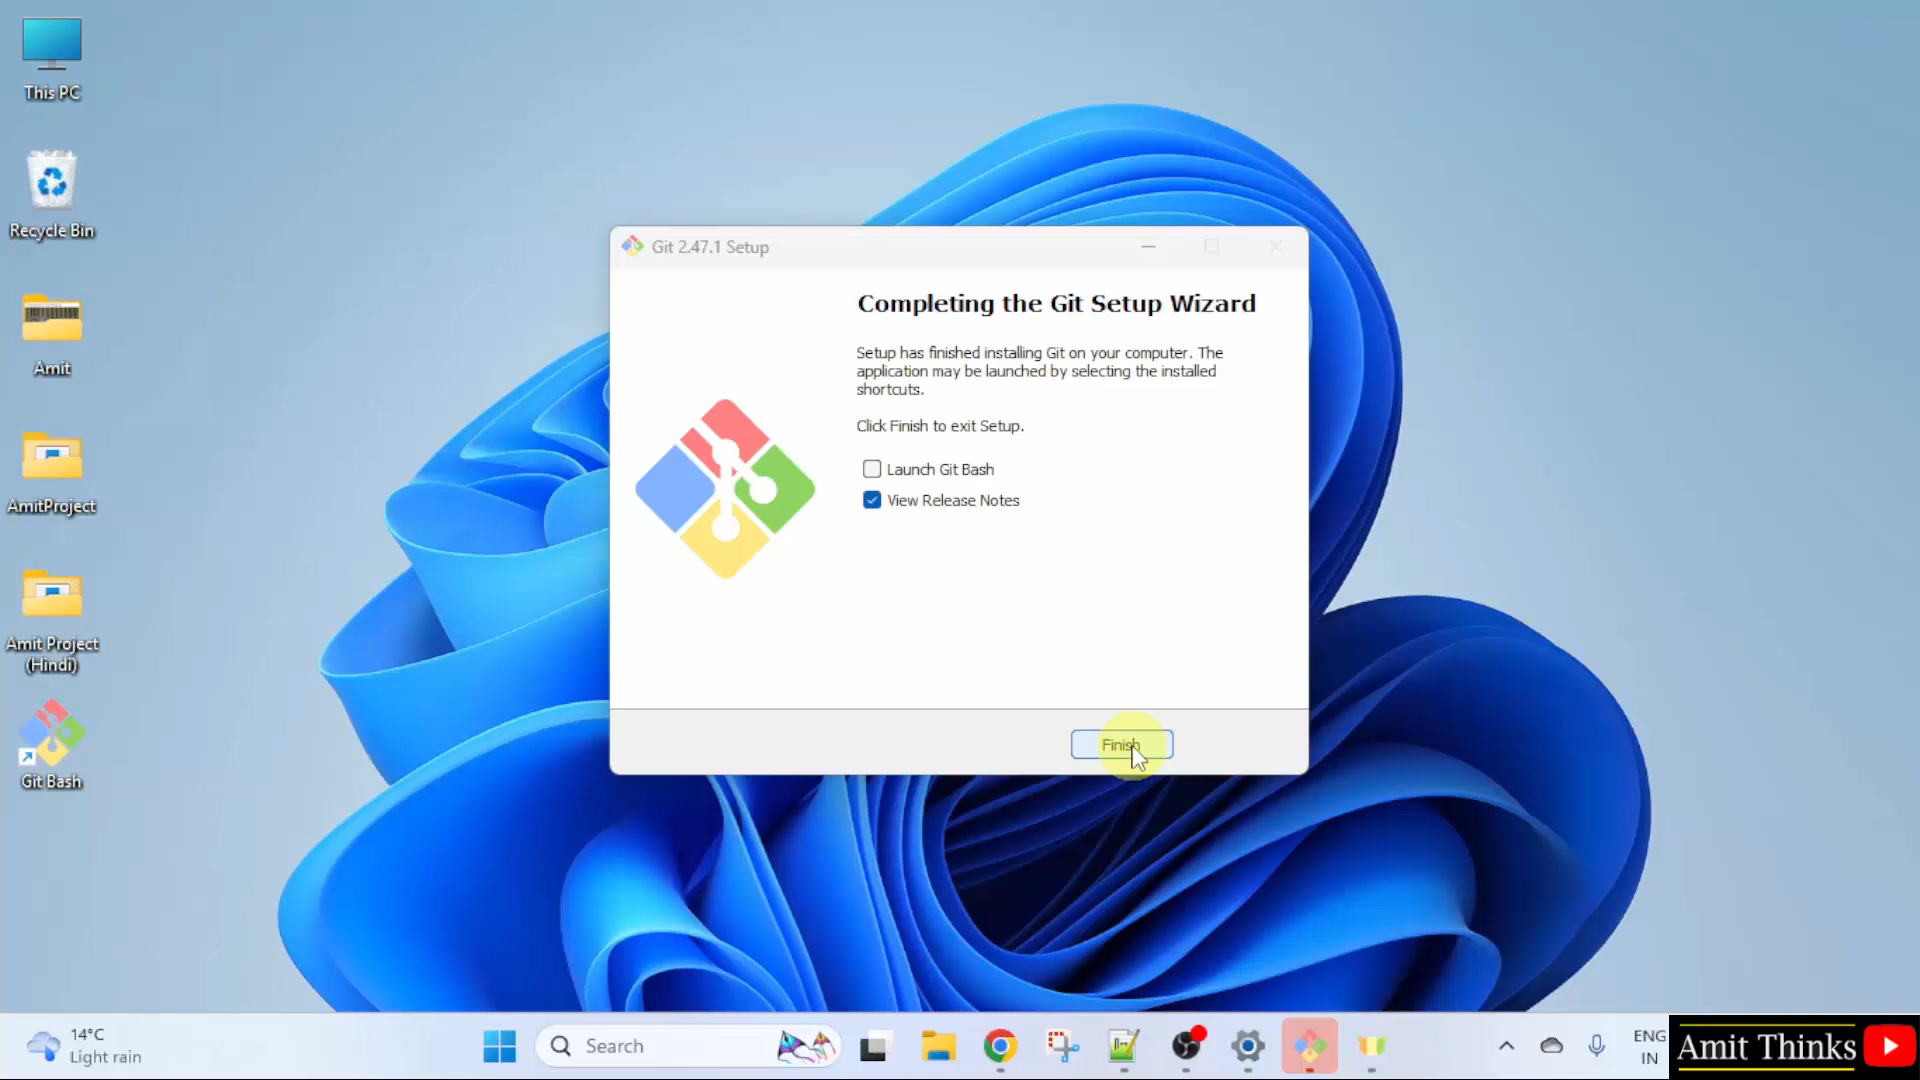 This PC
Recycle Bin
Amit
AmitProject
Amit Project
(Hindi)
Git Bash
Git 2.47.1 Setup
Completing the Git Setup Wizard
Setup has finished installing Git on your computer. The
application may be launched by selecting the installed
shortcuts.
Click Finish to exit Setup.
Launch Git Bash
View Release Notes
Finish
14°C
Light rain
Search
ENG
IN
Amit Thinks